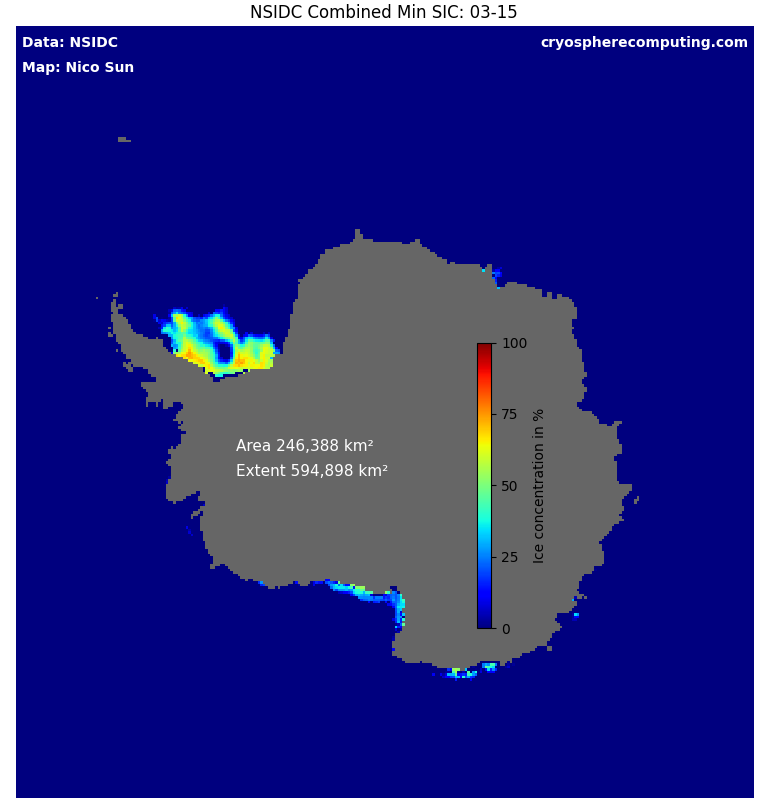 NSIDC Combined Min SIC: 03-15
Data: NSIDC
cryospherecomputing.com
Map: Nico Sun
100
75
50
25
0
Ice concentration in %
Area 246,388 km²
Extent 594,898 km²